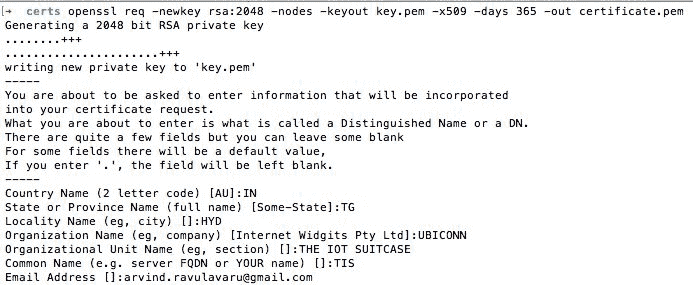 [→  certs openssl req -newkey rsa:2048 -nodes -keyout key.pem -x509 -days 365 -out certificate.pem
Generating a 2048 bit RSA private key
........+++
......................+++
writing new private key to 'key.pem'
-----
You are about to be asked to enter information that will be incorporated
into your certificate request.
What you are about to enter is what is called a Distinguished Name or a DN.
There are quite a few fields but you can leave some blank
For some fields there will be a default value,
If you enter '.', the field will be left blank.
-----
Country Name (2 letter code) [AU]:IN
State or Province Name (full name) [Some-State]:TG
Locality Name (eg, city) []:HYD
Organization Name (eg, company) [Internet Widgits Pty Ltd]:UBICONN
Organizational Unit Name (eg, section) []:THE IOT SUITCASE
Common Name (e.g. server FQDN or YOUR name) []:TIS
Email Address []:arvind.ravulavaru@gmail.com